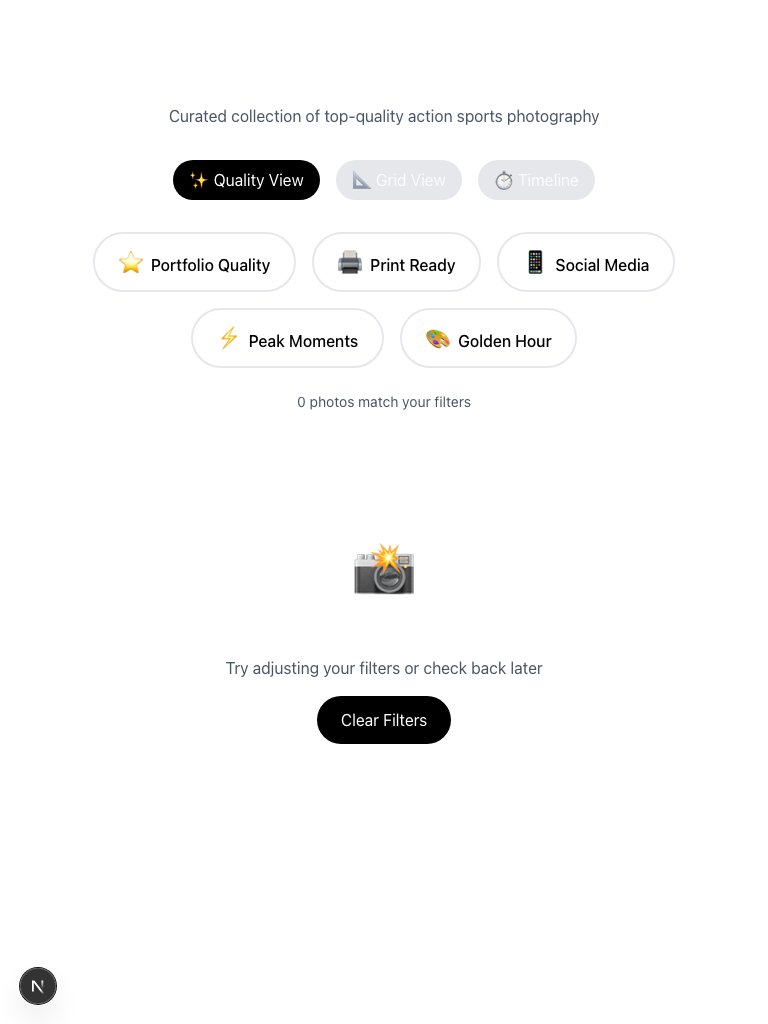 Curated collection of top-quality action sports photography
✨ Quality View 📐 Grid View ⏱️ Timeline
⭐ Portfolio Quality 🖨️ Print Ready 📱 Social Media
⚡ Peak Moments 🎨 Golden Hour
0 photos match your filters
Try adjusting your filters or check back later
Clear Filters
N